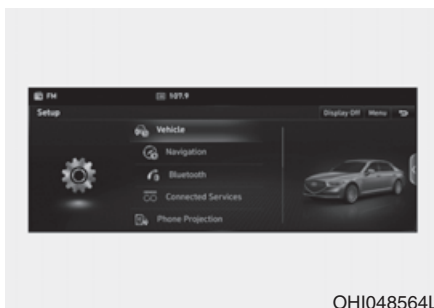 FM 107.9
Setup Display Off Menu
Vehicle
Navigation
Bluetooth
Connected Services
Phone Projection
OHI048564L